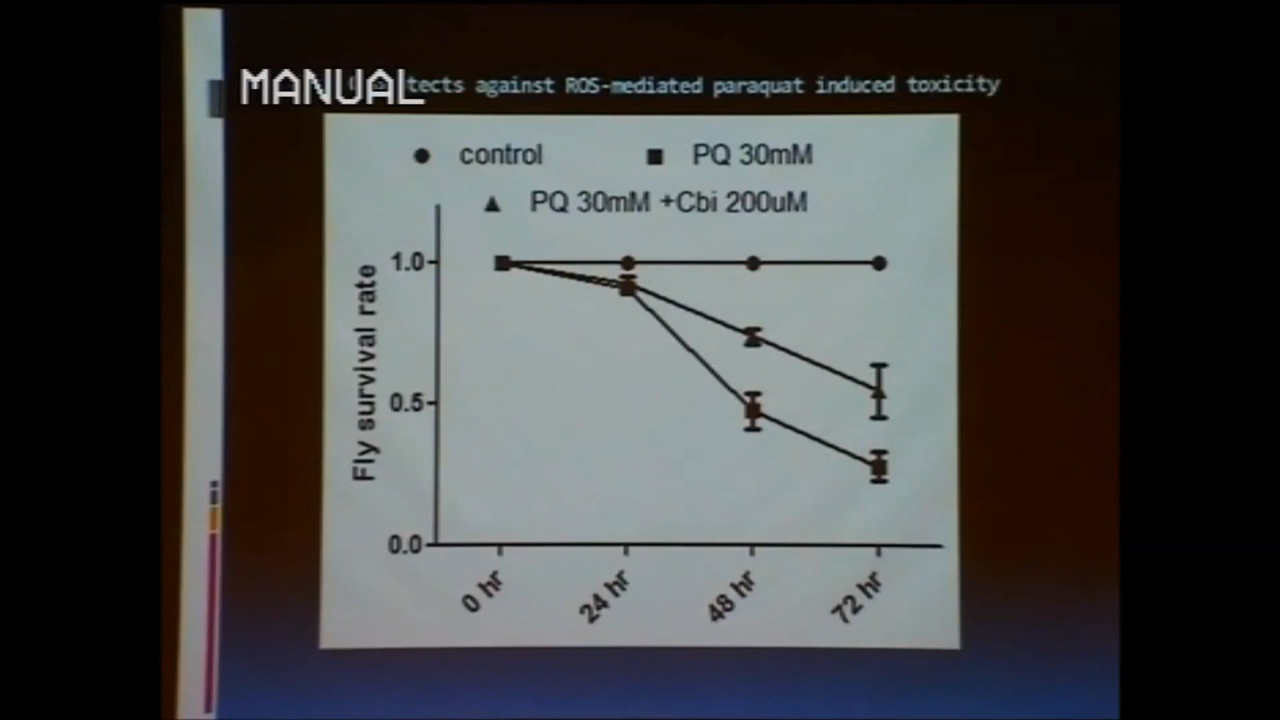 MANUAL
tects against ROS-mediated paraquat induced toxicity
control
PQ 30mM
PQ 30mM +Cbi 200uM
Fly survival rate
1.0
0.5
0.0
0 hr
24 hr
48 hr
72 hr